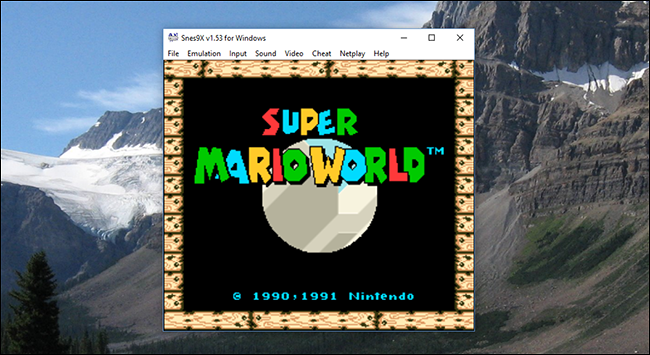 Snes9X v1.53 for Windows
File Emulation Input Sound Video Cheat Netplay Help
SUPER
MARIO WORLD™
© 1990,1991 Nintendo